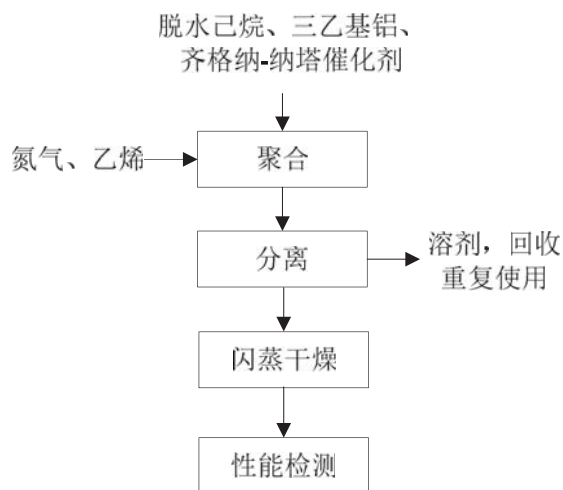 脱水己烷、三乙基铝、
齐格纳-纳塔催化剂
氮气、乙烯
聚合
分离
溶剂，回收
重复使用
闪蒸干燥
性能检测